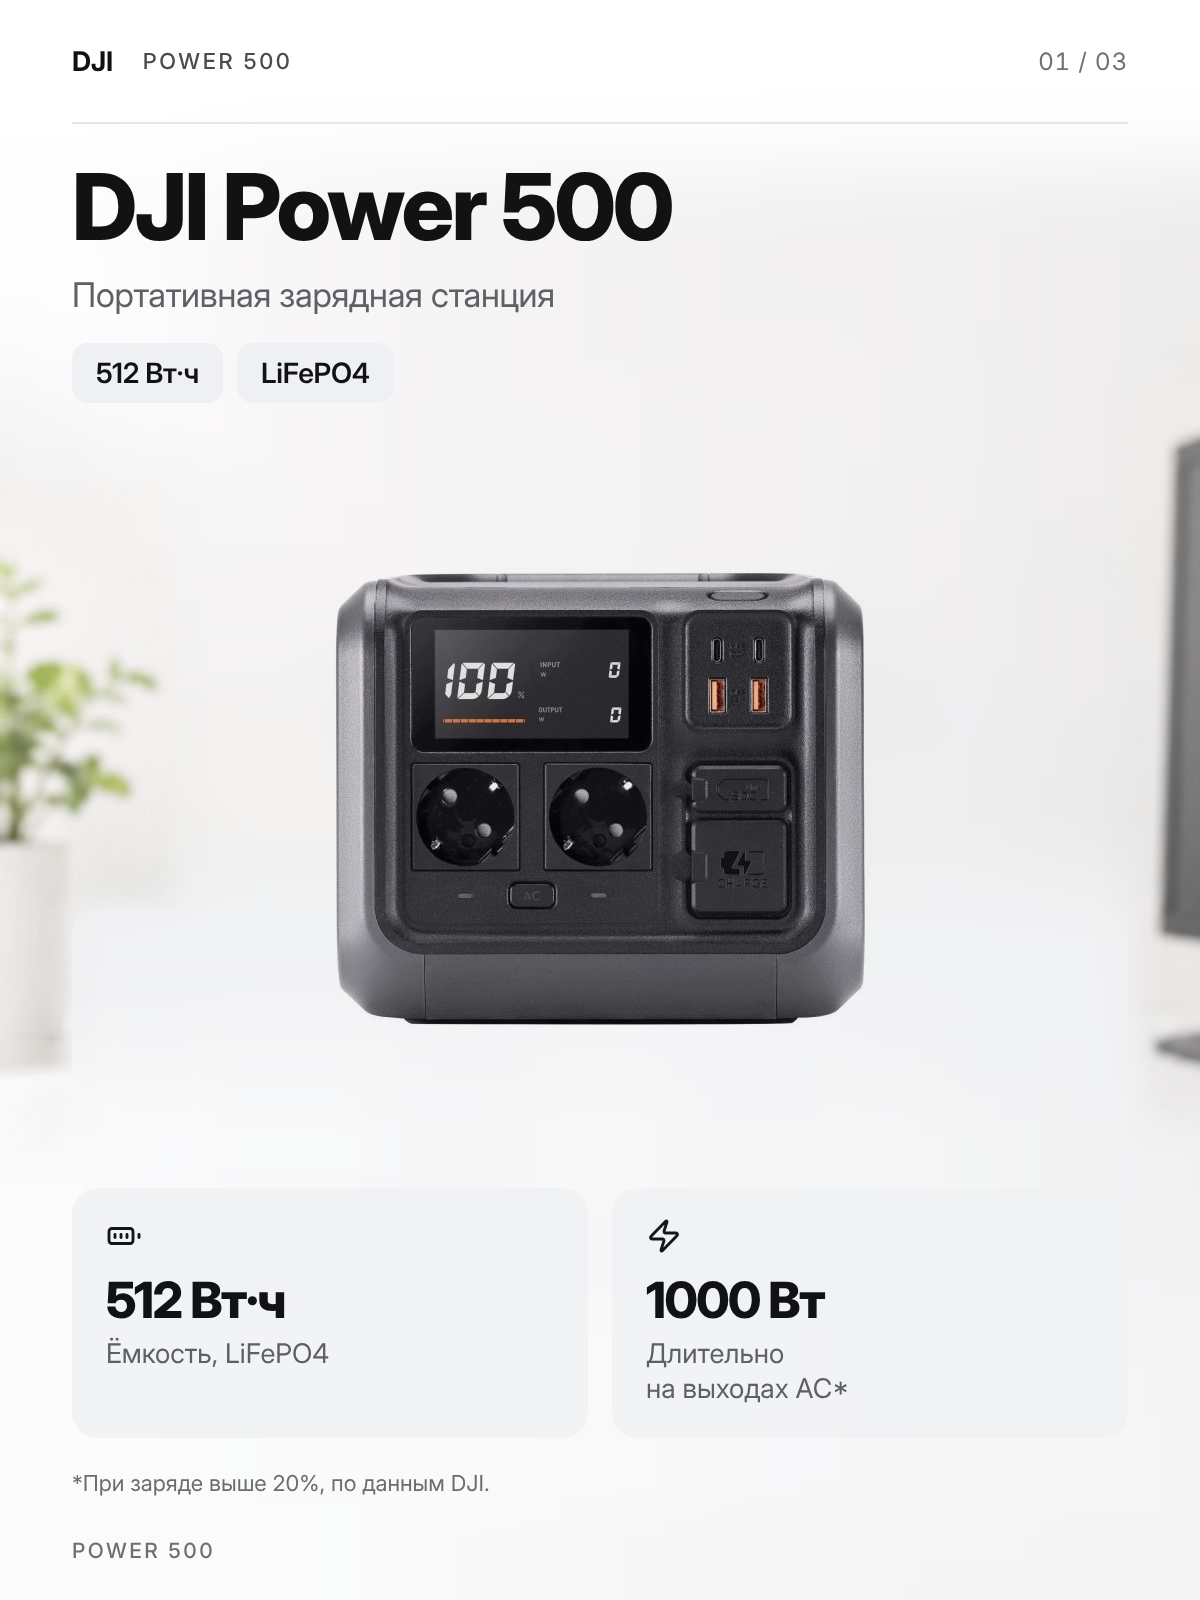 DJI POWER 500 01 / 03
DJI Power 500
Портативная зарядная станция
512 Вт·ч LiFePO4
100 % INPUT W 0
OUTPUT W 0
AC
CHARGE
512 Вт·ч
Ёмкость, LiFePO4
1000 Вт
Длительно
на выходах AC*
*При заряде выше 20%, по данным DJI.
POWER 500